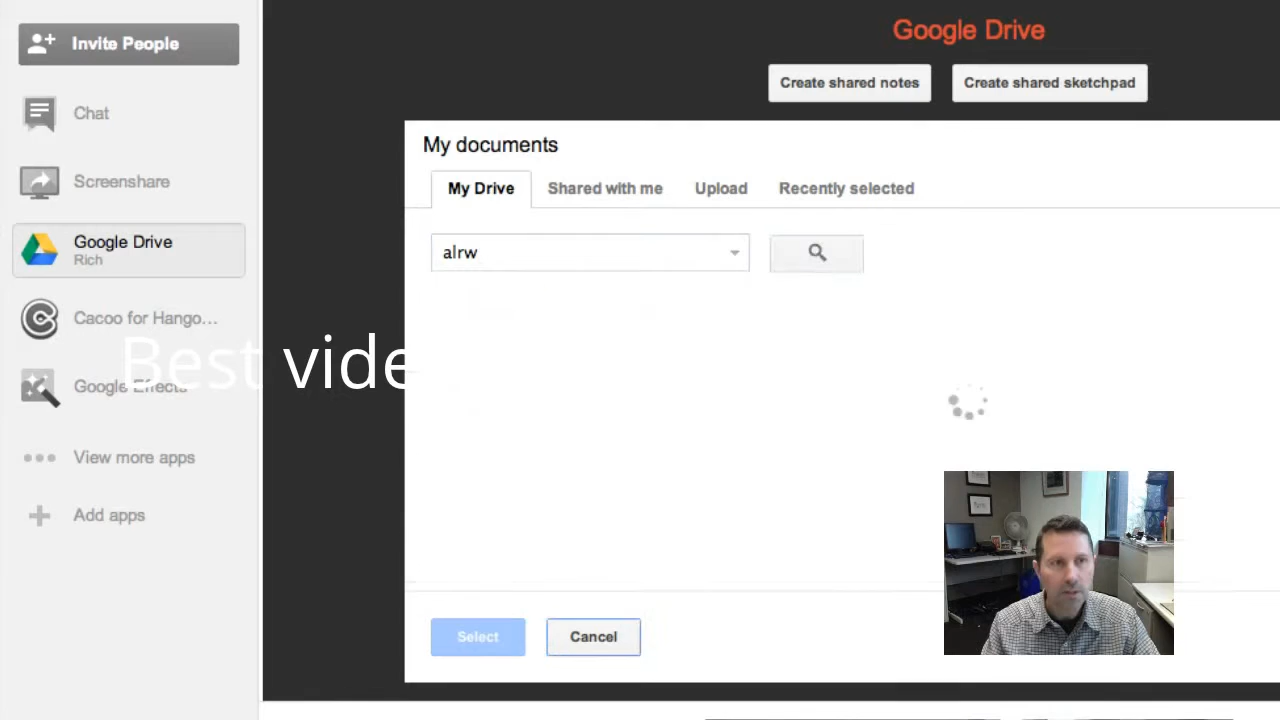 Invite People
Chat
Screenshare
Google Drive
Rich
Cacoo for Hango...
Google Effects
View more apps
Add apps
Google Drive
Create shared notes
Create shared sketchpad
My documents
My Drive
Shared with me
Upload
Recently selected
alrw
Best vide
Select
Cancel